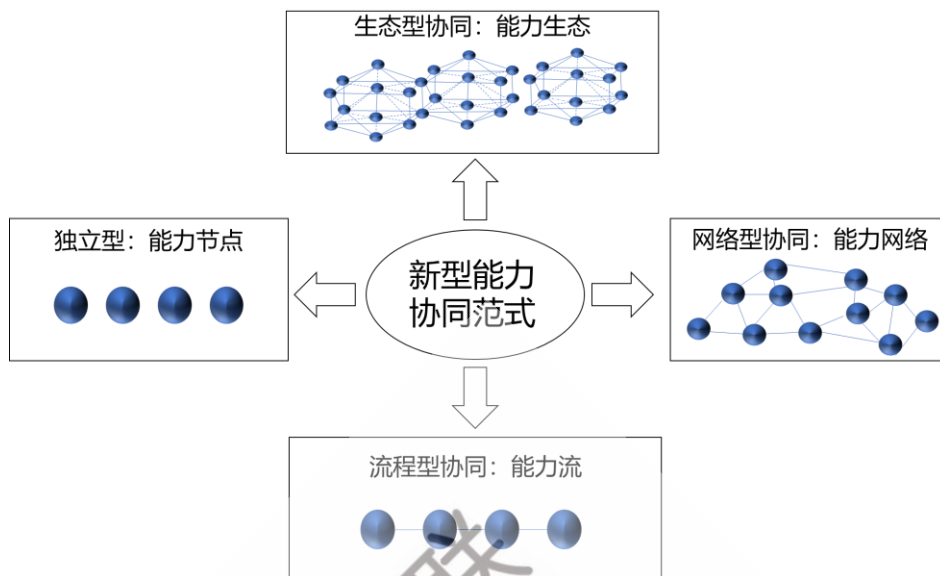 生态型协同：能力生态
独立型：能力节点
新型能力
协同范式
网络型协同：能力网络
流程型协同：能力流
联